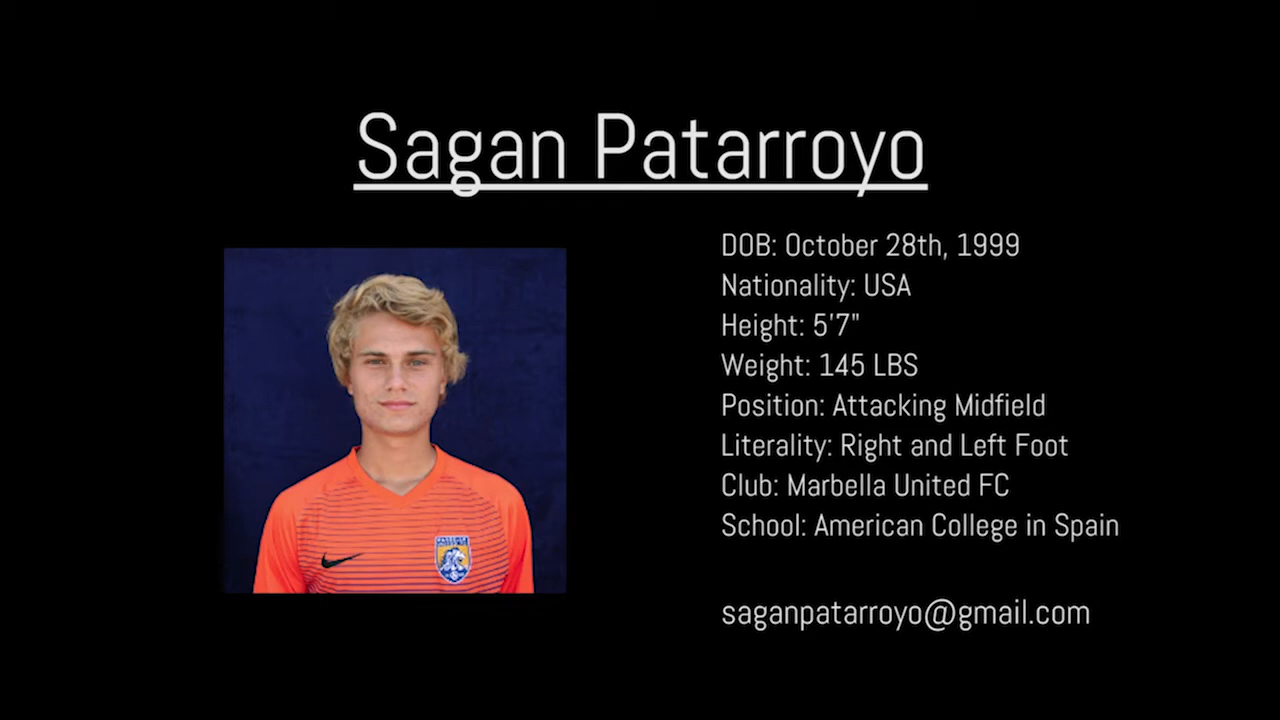 Sagan Patarroyo
DOB: October 28th, 1999
Nationality: USA
Height: 5'7"
Weight: 145 LBS
Position: Attacking Midfield
Literality: Right and Left Foot
Club: Marbella United FC
School: American College in Spain
saganpatarroyo@gmail.com